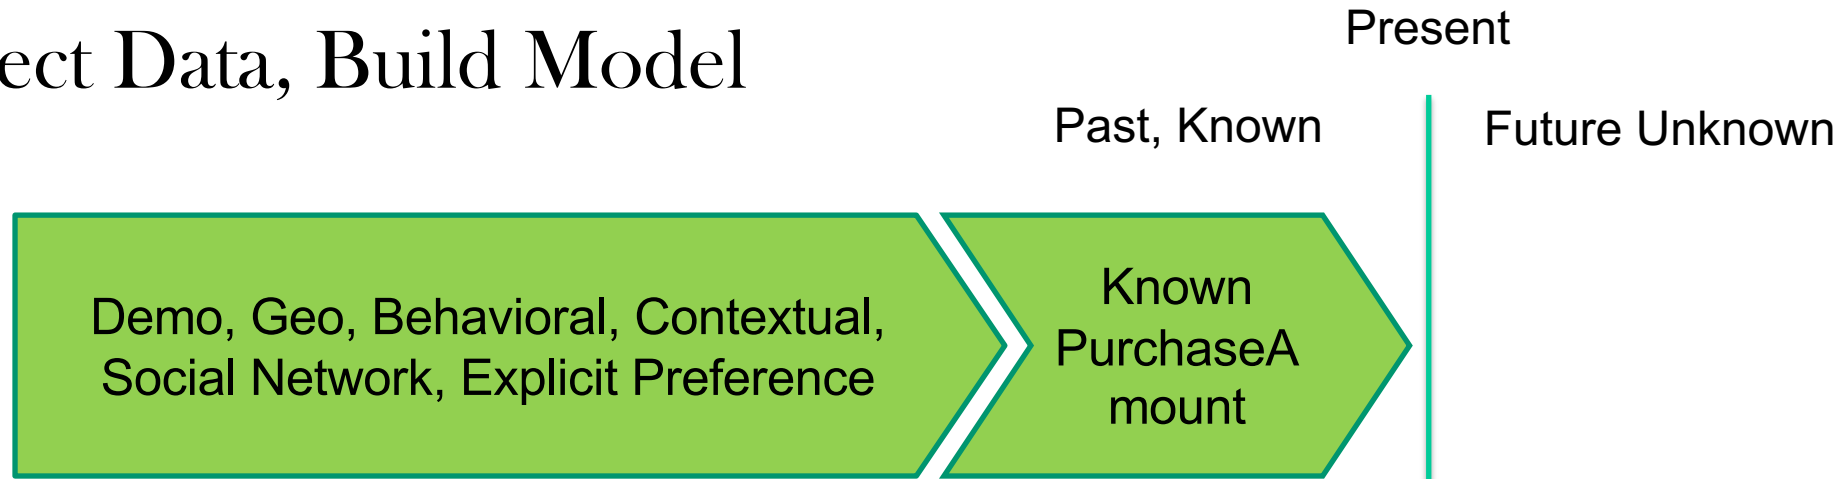 ect Data, Build Model
Present
Past, Known
Future Unknown
Demo, Geo, Behavioral, Contextual,
Social Network, Explicit Preference
Known
PurchaseA
mount